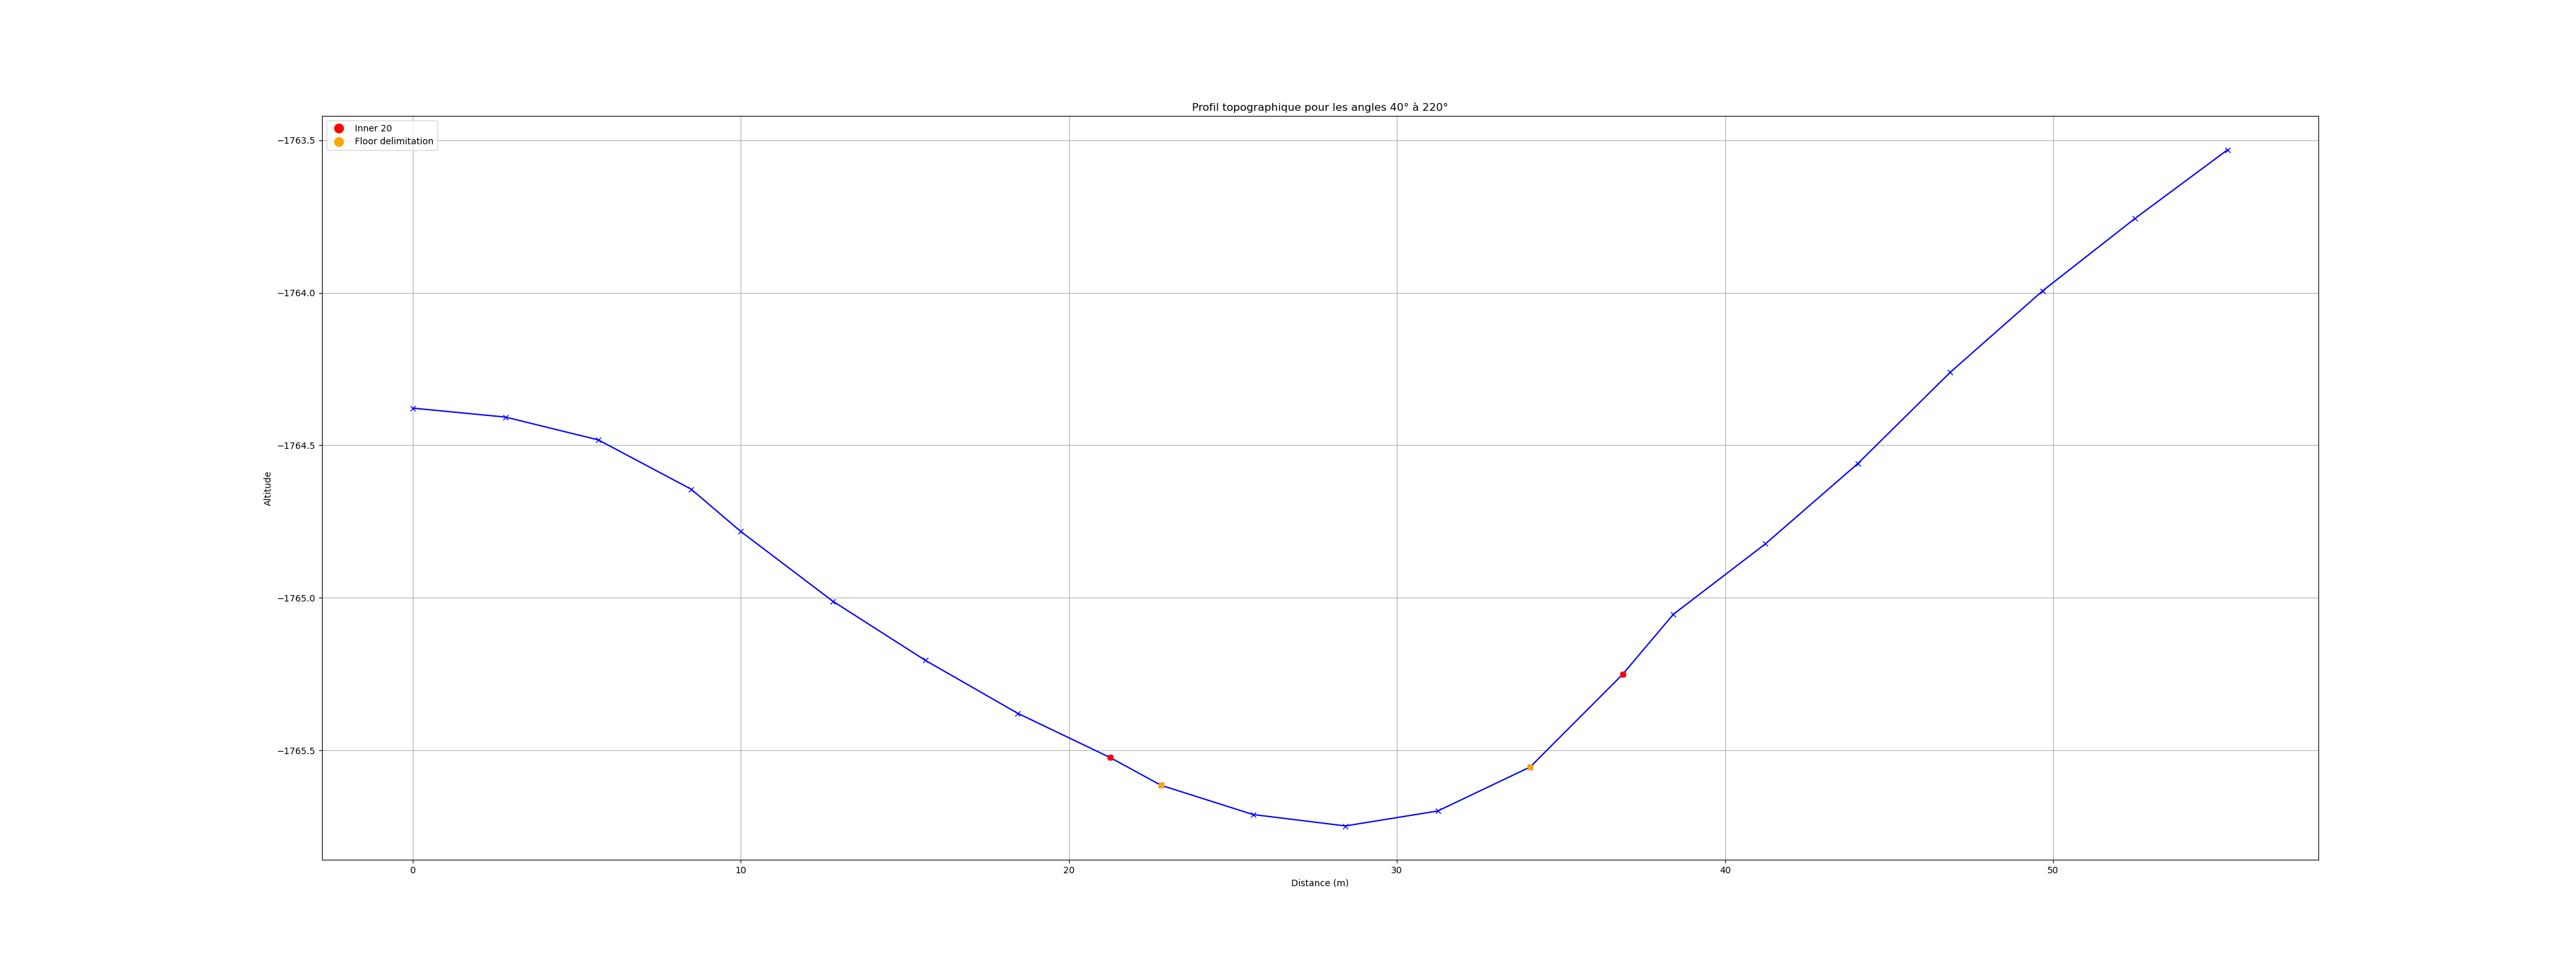 Profil topographique pour les angles 40° à 220°
Inner 20
Floor delimitation
−1763.5
−1764.0
−1764.5
−1765.0
−1765.5
Altitude
0 10 20 30 40 50
Distance (m)